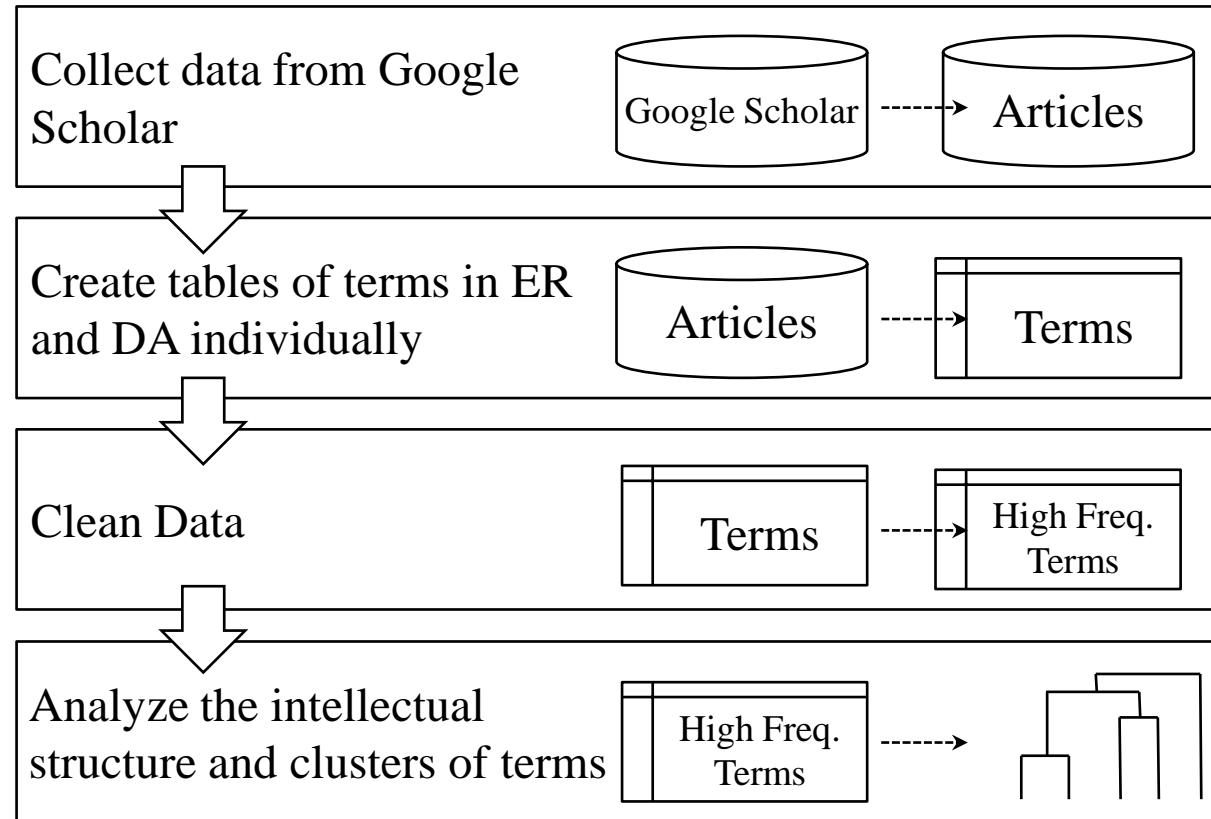 Collect data from Google
Scholar
Google Scholar
Articles
Create tables of terms in ER
and DA individually
Articles
Terms
Clean Data
Terms
High Freq.
Terms
Analyze the intellectual
structure and clusters of terms
High Freq.
Terms